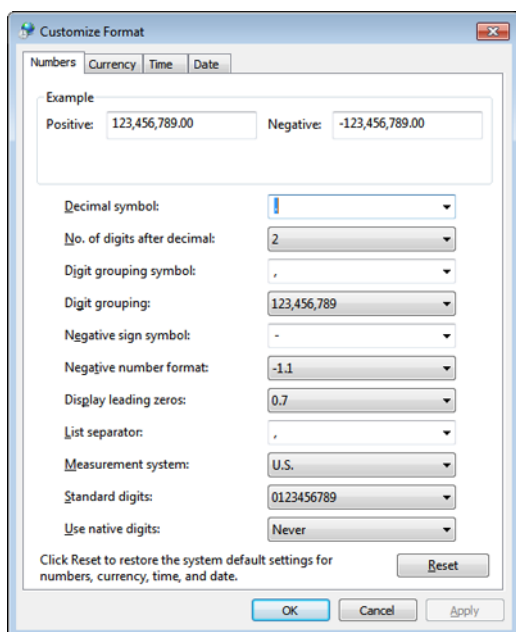 Customize Format
Numbers Currency Time Date
Example
Positive: 123,456,789.00 Negative: -123,456,789.00
Decimal symbol: .
No. of digits after decimal: 2
Digit grouping symbol: ,
Digit grouping: 123,456,789
Negative sign symbol: -
Negative number format: -1.1
Display leading zeros: 0.7
List separator: ,
Measurement system: U.S.
Standard digits: 0123456789
Use native digits: Never
Click Reset to restore the system default settings for
numbers, currency, time, and date.
Reset
OK Cancel Apply